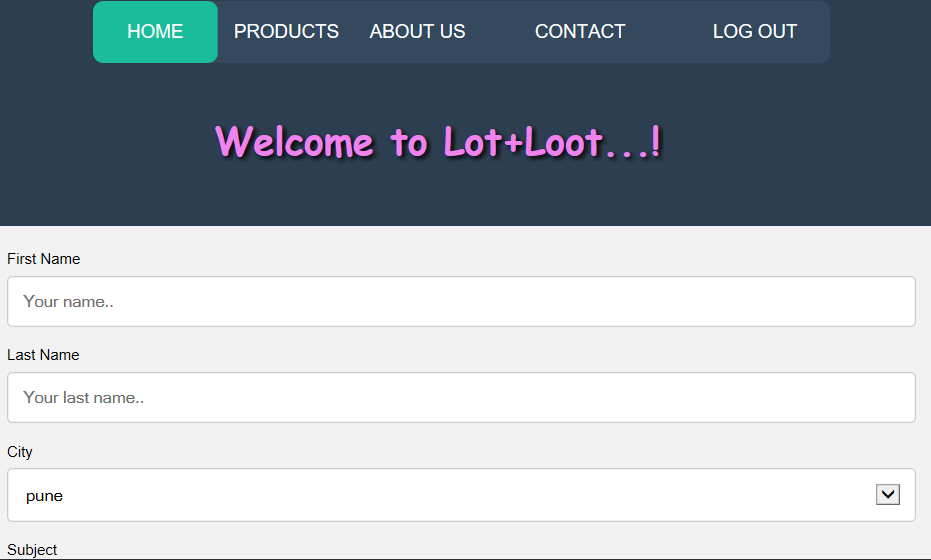 HOME PRODUCTS ABOUT US CONTACT LOG OUT
Welcome to Lot+Loot...!
First Name
Your name..
Last Name
Your last name..
City
pune
Subject